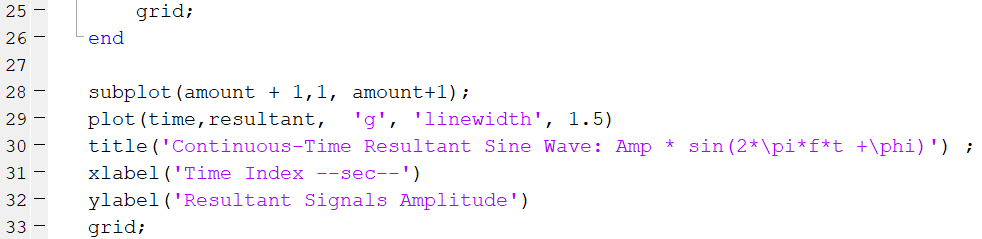 25 – grid;
26 – end
27
28 – subplot(amount + 1,1, amount+1);
29 – plot(time,resultant,  'g', 'linewidth', 1.5)
30 – title('Continuous-Time Resultant Sine Wave: Amp * sin(2*\pi*f*t +\phi)') ;
31 – xlabel('Time Index --sec--')
32 – ylabel('Resultant Signals Amplitude')
33 – grid;